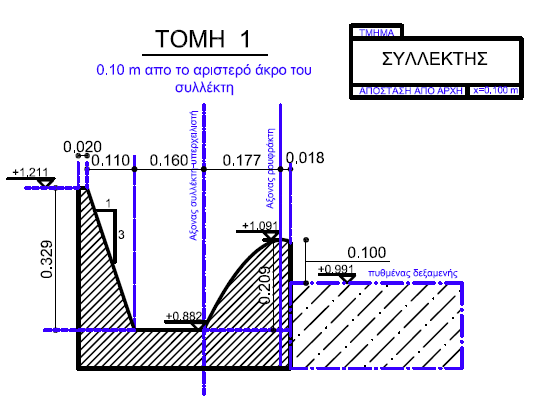 ΤΟΜΗ 1
0.10 m απο το αριστερό άκρο του
συλλέκτη
ΤΜΗΜΑ
ΣΥΛΛΕΚΤΗΣ
ΑΠΟΣΤΑΣΗ ΑΠΟ ΑΡΧΗ x=0,100 m
0,020
0.110 0.160 0.177 0,018
Αξονας συλλέκτη υπερχειλιστή
Αξονας ρουφράκτη
+1,211
1
3
0.329
+0.882
+1,091
0.209
0.100
+0,991
πυθμένας δεξαμενής